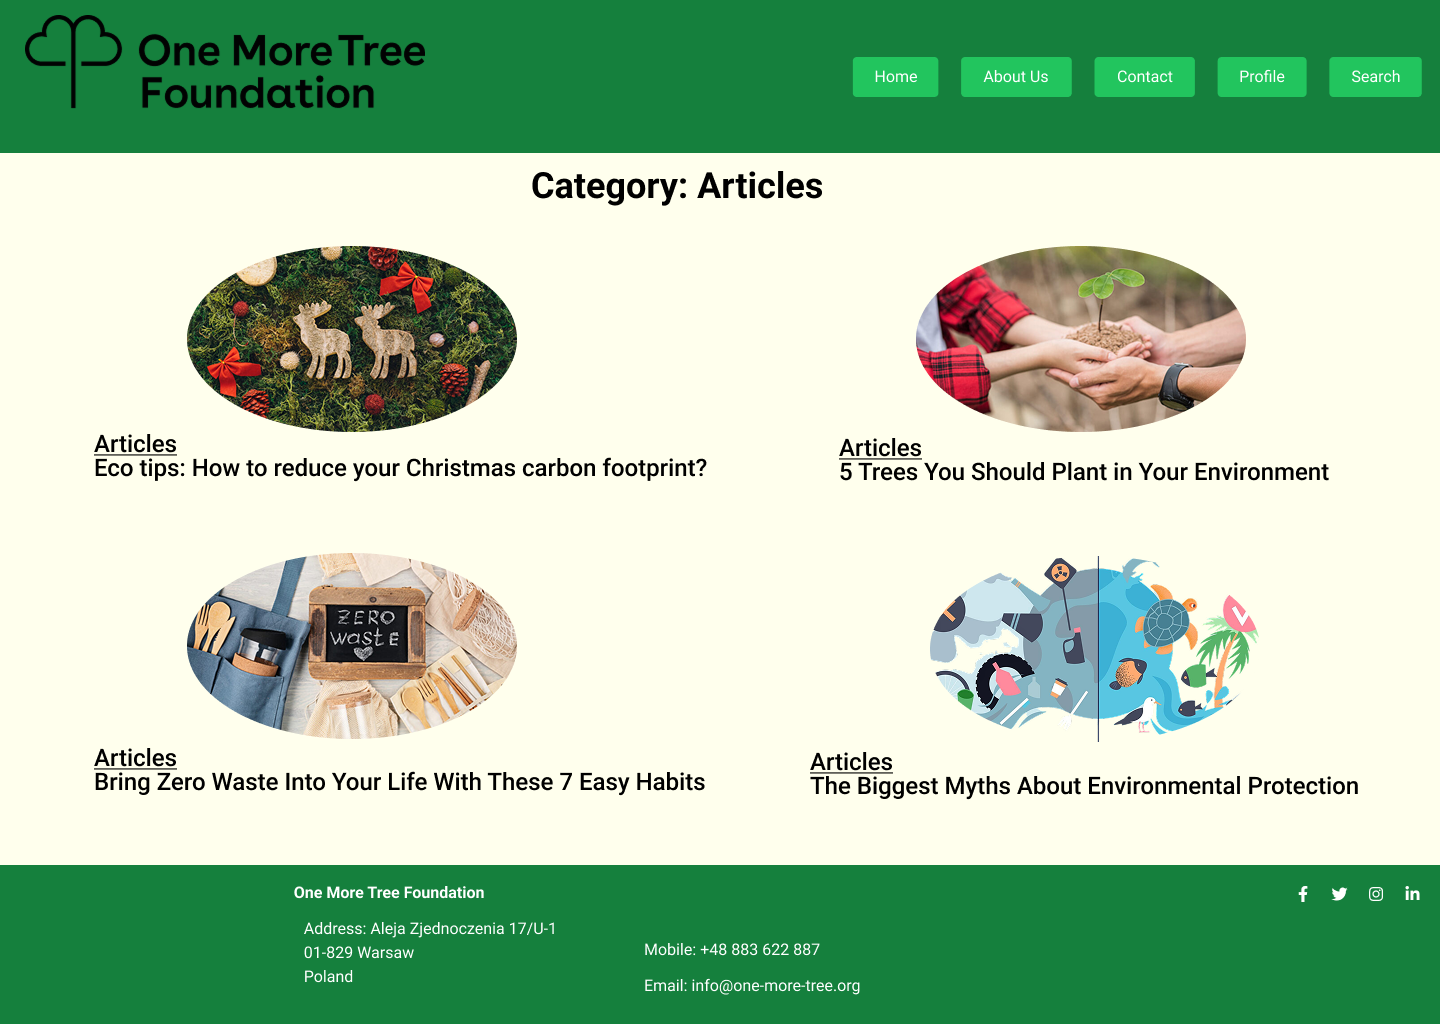 One More Tree
Foundation
Home
About Us
Contact
Profile
Search
Category: Articles
Articles
Eco tips: How to reduce your Christmas carbon footprint?
Articles
5 Trees You Should Plant in Your Environment
ZERO
WASTE
Articles
Bring Zero Waste Into Your Life With These 7 Easy Habits
Articles
The Biggest Myths About Environmental Protection
One More Tree Foundation
Address: Aleja Zjednoczenia 17/U-1
01-829 Warsaw
Poland
Mobile: +48 883 622 887
Email: info@one-more-tree.org